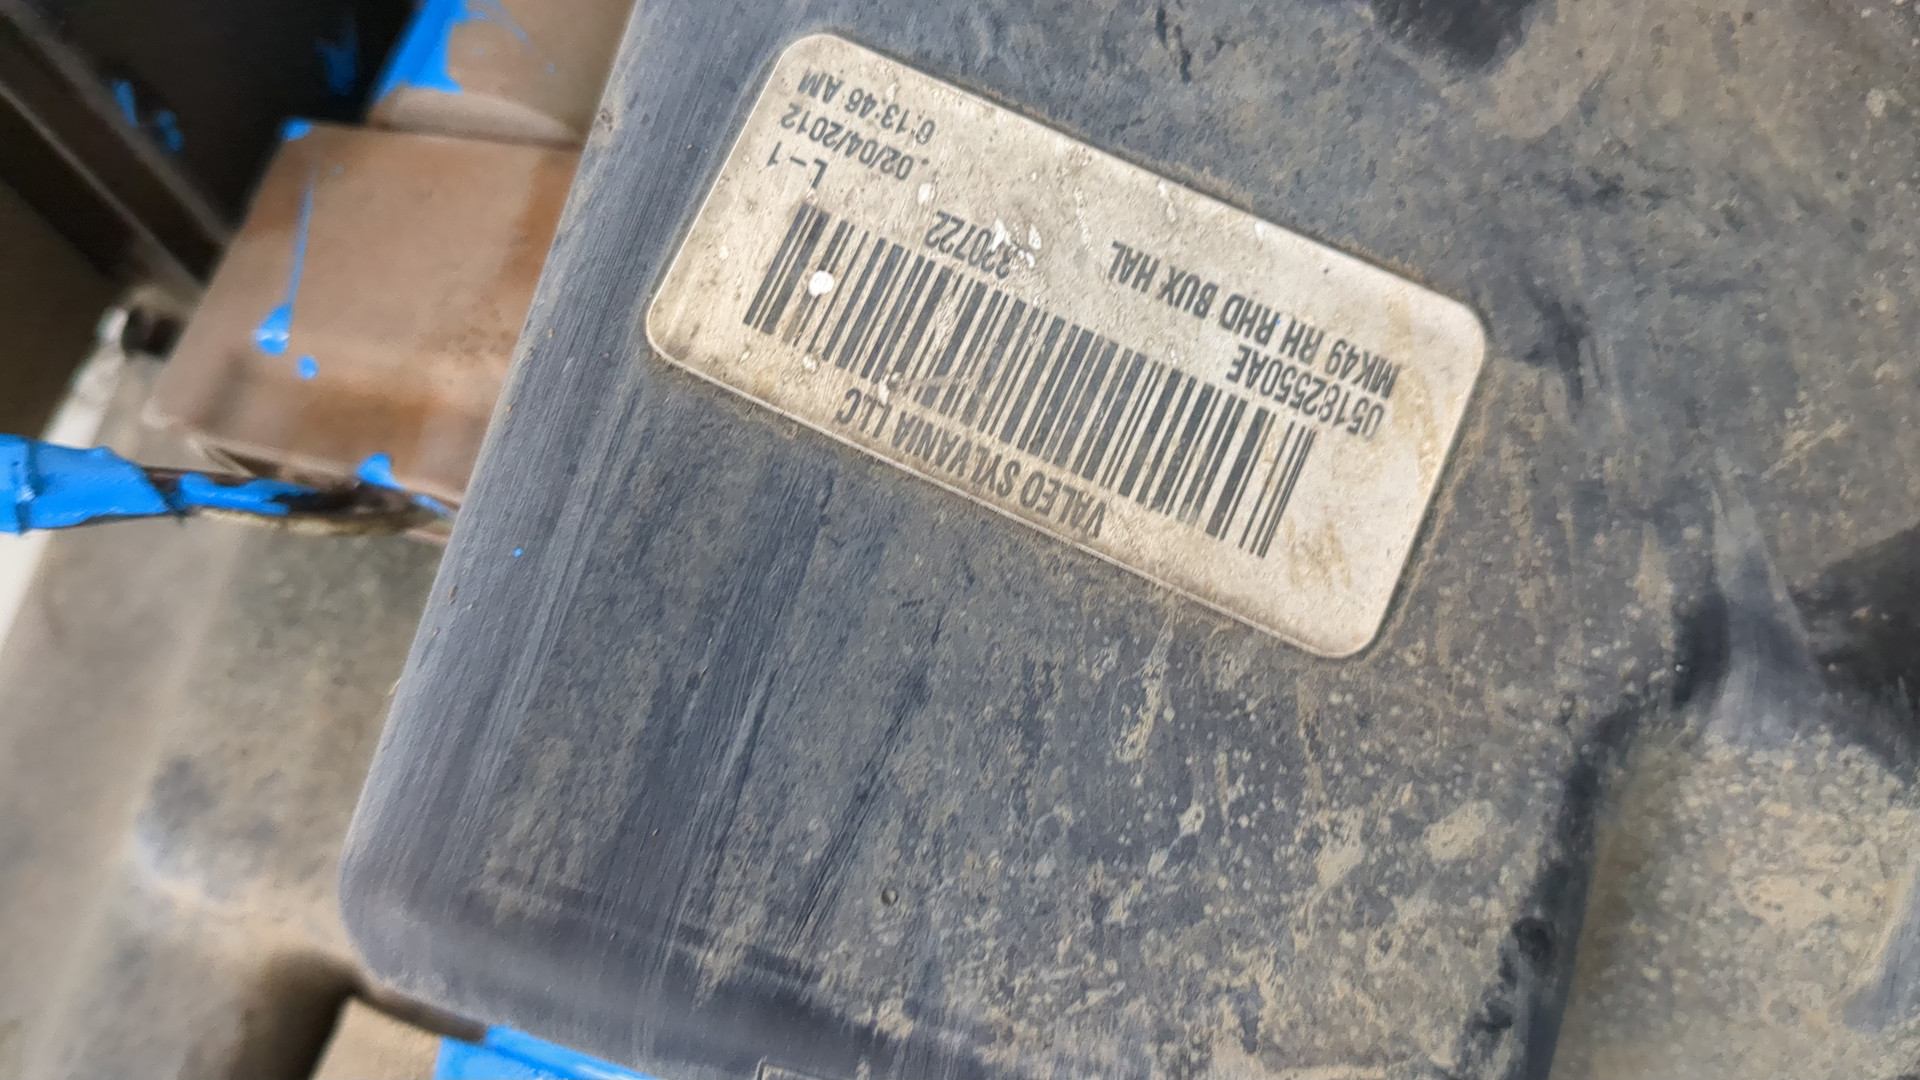 VALEO SYLVANIA LLC
05182550AE
320722
L-1
MK49 RH RHD BUX HAL
02/04/2012
6:13:46 AM